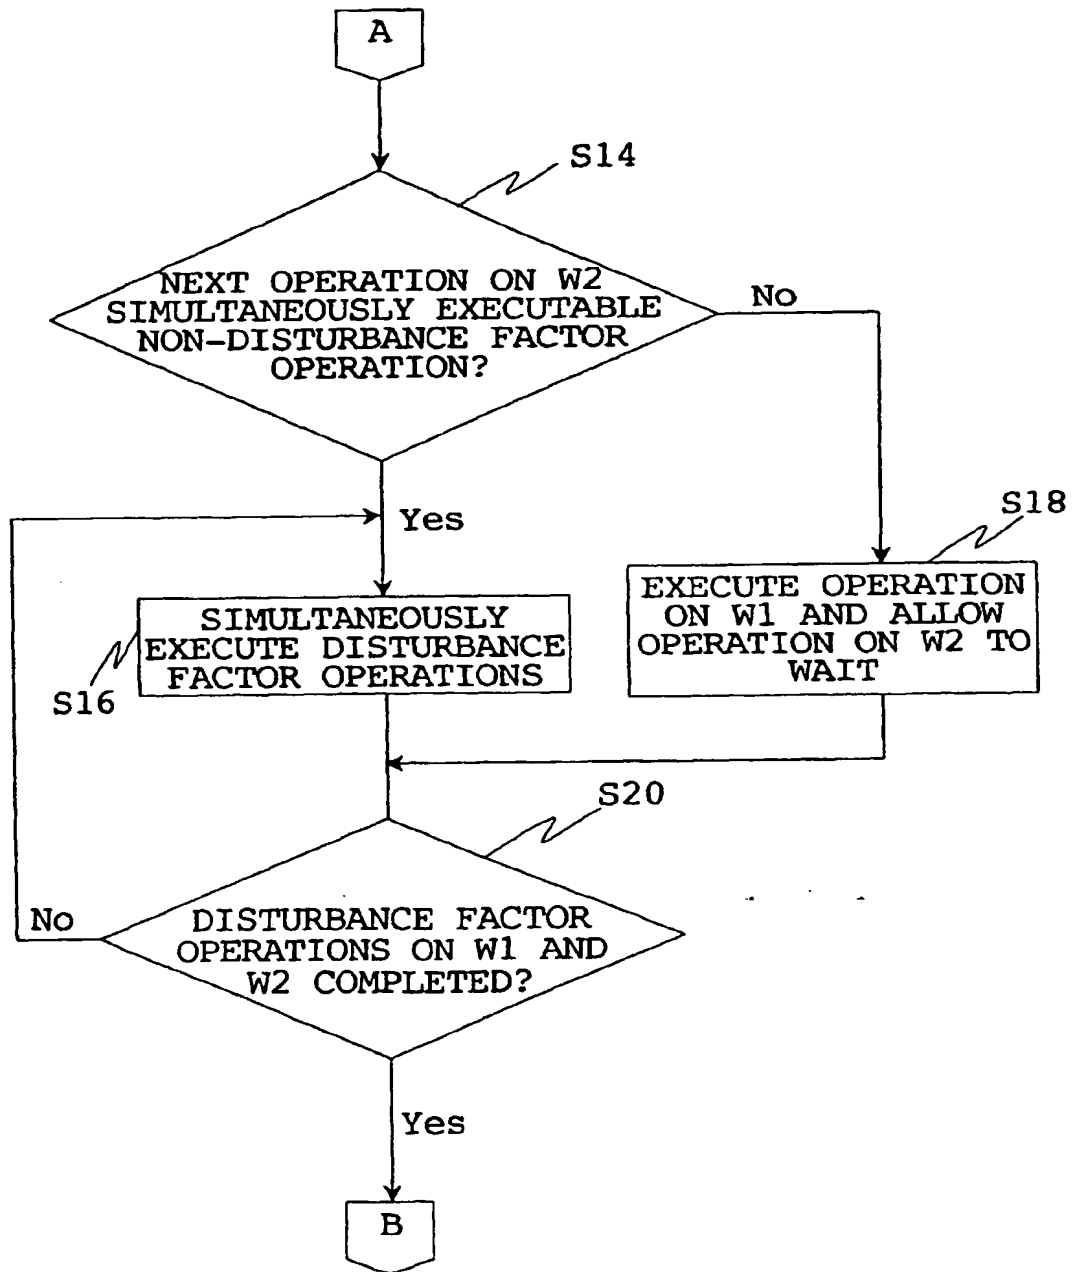 A
S14
NEXT OPERATION ON W2
SIMULTANEOUSLY EXECUTABLE
NON-DISTURBANCE FACTOR
OPERATION?
No
Yes
S18
EXECUTE OPERATION
ON W1 AND ALLOW
OPERATION ON W2 TO
WAIT
SIMULTANEOUSLY
EXECUTE DISTURBANCE
FACTOR OPERATIONS
S16
S20
No
DISTURBANCE FACTOR
OPERATIONS ON W1 AND
W2 COMPLETED?
Yes
B